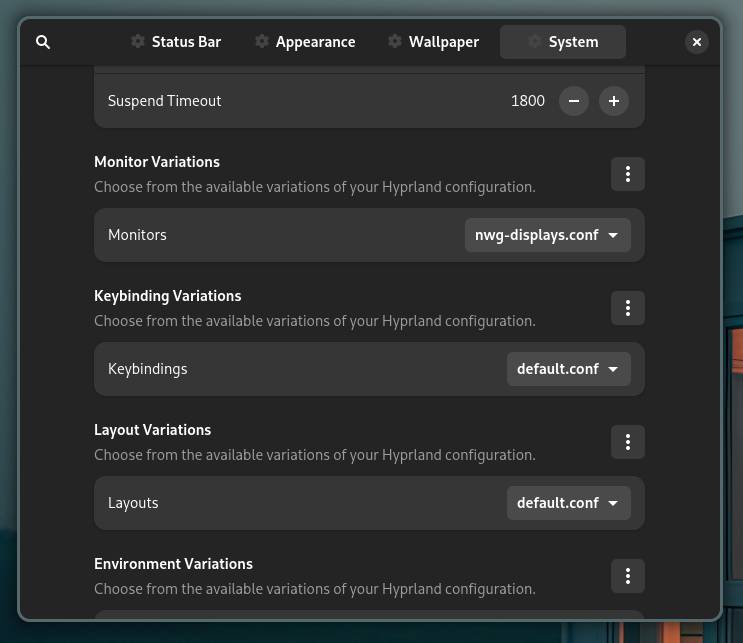 Status Bar
Appearance
Wallpaper
System
Suspend Timeout
1800
Monitor Variations
Choose from the available variations of your Hyprland configuration.
Monitors
nwg-displays.conf
Keybinding Variations
Choose from the available variations of your Hyprland configuration.
Keybindings
default.conf
Layout Variations
Choose from the available variations of your Hyprland configuration.
Layouts
default.conf
Environment Variations
Choose from the available variations of your Hyprland configuration.